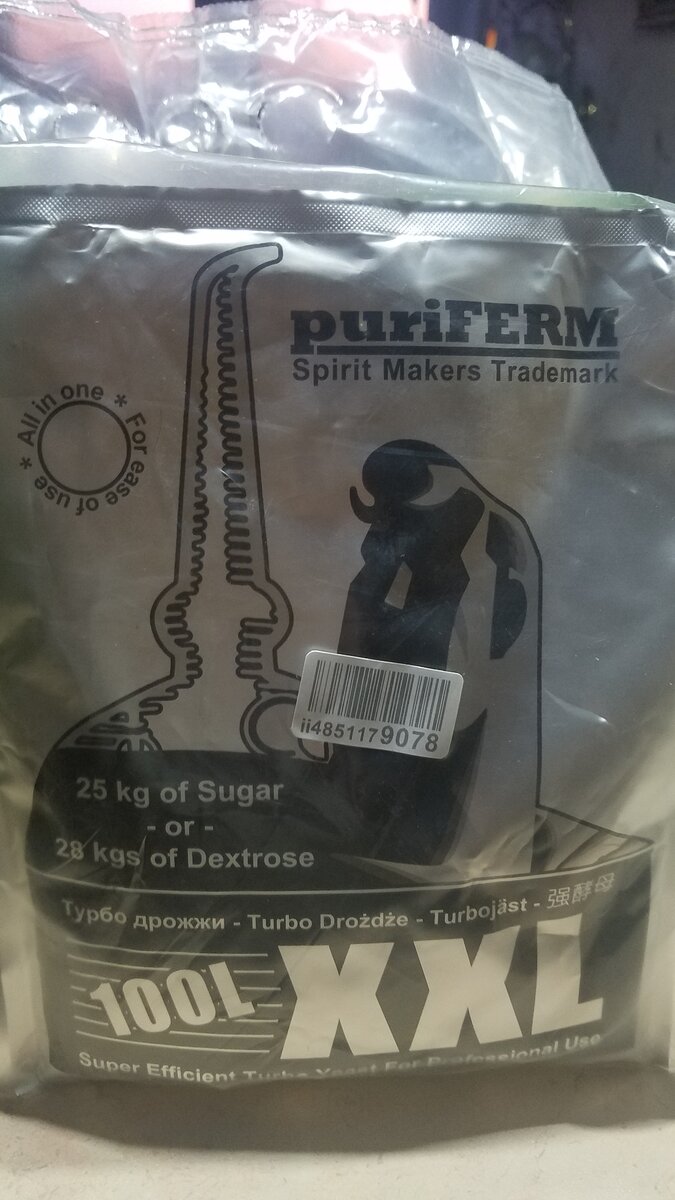 puriFERM
Spirit Makers Trademark
All in one * For ease of use *
ii4851179078
25 kg of Sugar
- or -
28 kgs of Dextrose
Турбо дрожжи - Turbo Drożdże - Turbojäst - 强酵母
100L XXL
Super Efficient Turbo Yeast For Professional Use